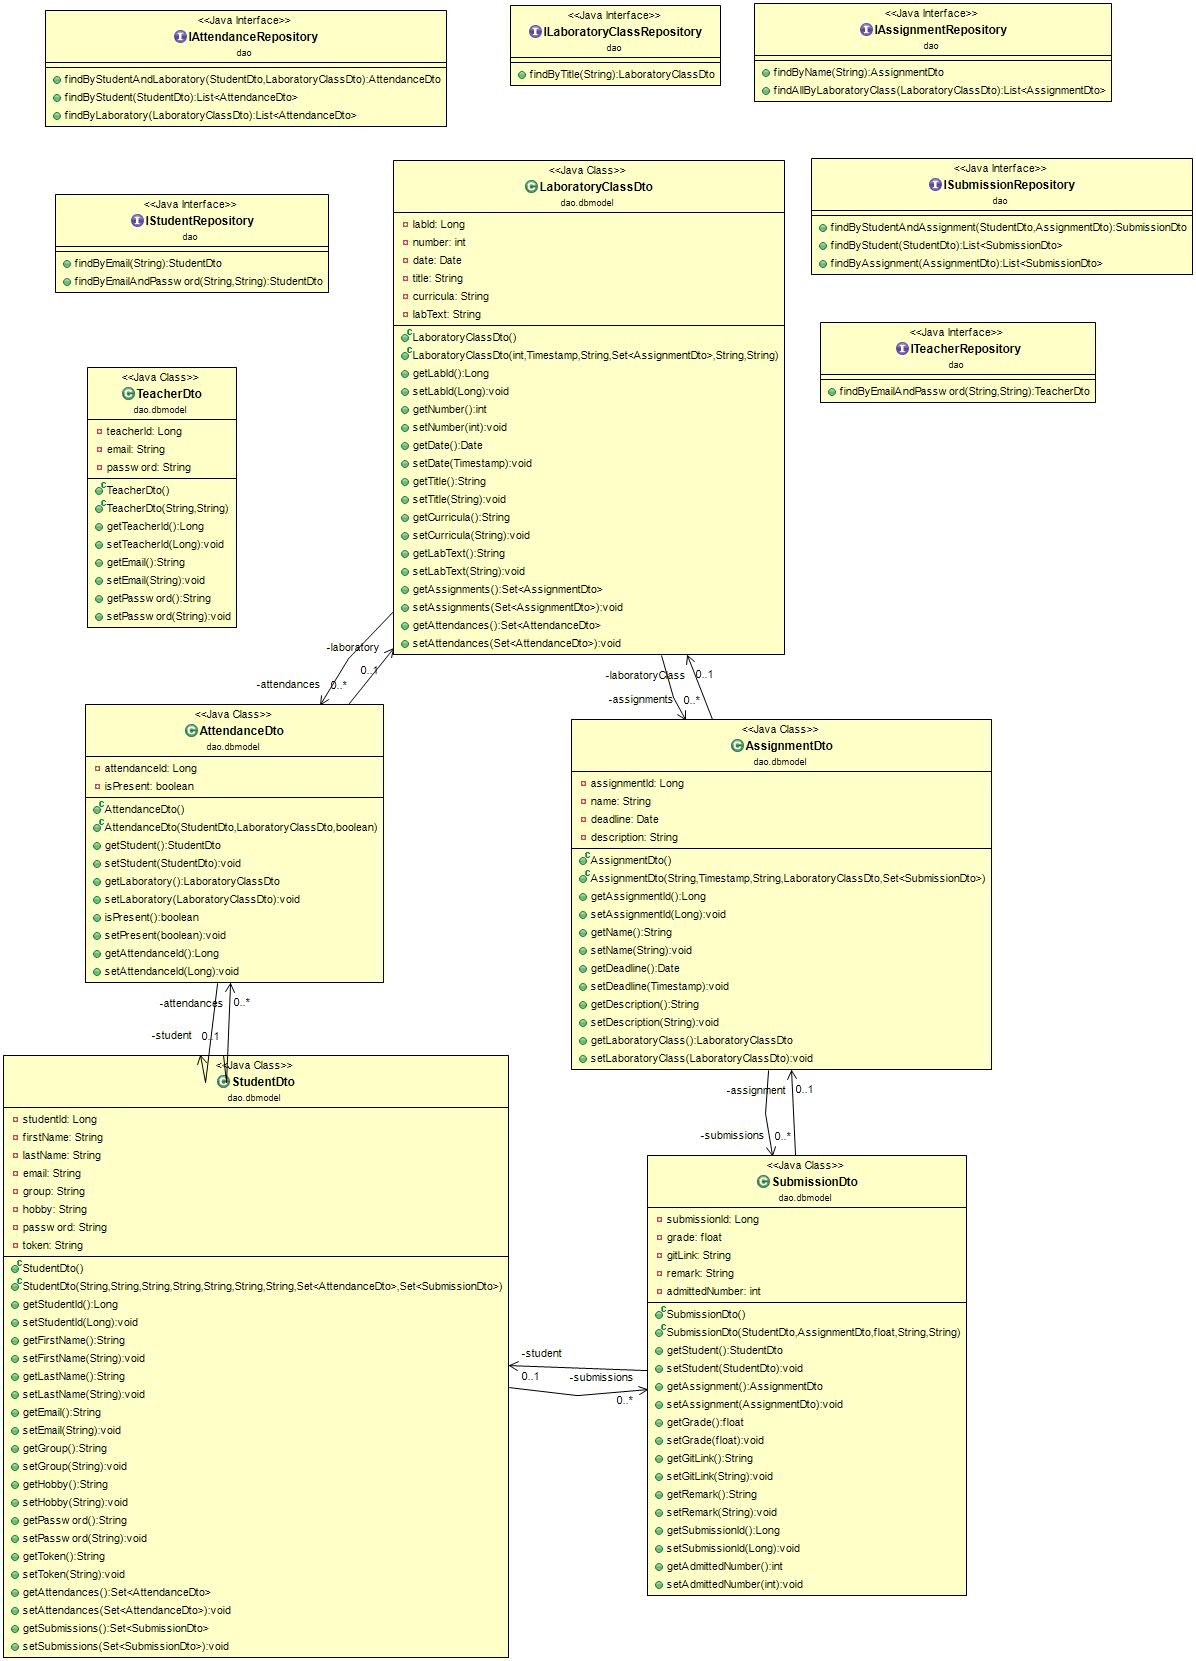 <<Java Interface>>
IAttendanceRepository
dao
findByStudentAndLaboratory(StudentDto,LaboratoryClassDto):AttendanceDto
findByStudent(StudentDto):List<AttendanceDto>
findByLaboratory(LaboratoryClassDto):List<AttendanceDto>
<<Java Interface>>
ILaboratoryClassRepository
dao
findByTitle(String):LaboratoryClassDto
<<Java Interface>>
IAssignmentRepository
dao
findByName(String):AssignmentDto
findAllByLaboratoryClass(LaboratoryClassDto):List<AssignmentDto>
<<Java Interface>>
IStudentRepository
dao
findByEmail(String):StudentDto
findByEmailAndPassword(String,String):StudentDto
<<Java Class>>
LaboratoryClassDto
dao.dbmodel
labId: Long
number: int
date: Date
title: String
curricula: String
labText: String
LaboratoryClassDto()
LaboratoryClassDto(int,Timestamp,String,Set<AssignmentDto>,String,String)
getLabId():Long
setLabId(Long):void
getNumber():int
setNumber(int):void
getDate():Date
setDate(Timestamp):void
getTitle():String
setTitle(String):void
getCurricula():String
setCurricula(String):void
getLabText():String
setLabText(String):void
getAssignments():Set<AssignmentDto>
setAssignments(Set<AssignmentDto>):void
getAttendances():Set<AttendanceDto>
setAttendances(Set<AttendanceDto>):void
<<Java Interface>>
ISubmissionRepository
dao
findByStudentAndAssignment(StudentDto,AssignmentDto):SubmissionDto
findByStudent(StudentDto):List<SubmissionDto>
findByAssignment(AssignmentDto):List<SubmissionDto>
<<Java Interface>>
ITeacherRepository
dao
findByEmailAndPassword(String,String):TeacherDto
<<Java Class>>
TeacherDto
dao.dbmodel
teacherId: Long
email: String
password: String
TeacherDto()
TeacherDto(String,String)
getTeacherId():Long
setTeacherId(Long):void
getEmail():String
setEmail(String):void
getPassword():String
setPassword(String):void
-laboratory
0..1
-attendances 0..*
-laboratoryClass 0..1
-assignments 0..*
<<Java Class>>
AttendanceDto
dao.dbmodel
attendanceId: Long
isPresent: boolean
AttendanceDto()
AttendanceDto(StudentDto,LaboratoryClassDto,boolean)
getStudent():StudentDto
setStudent(StudentDto):void
getLaboratory():LaboratoryClassDto
setLaboratory(LaboratoryClassDto):void
isPresent():boolean
setPresent(boolean):void
getAttendanceId():Long
setAttendanceId(Long):void
<<Java Class>>
AssignmentDto
dao.dbmodel
assignmentId: Long
name: String
deadline: Date
description: String
AssignmentDto()
AssignmentDto(String,Timestamp,String,LaboratoryClassDto,Set<SubmissionDto>)
getAssignmentId():Long
setAssignmentId(Long):void
getName():String
setName(String):void
getDeadline():Date
setDeadline(Timestamp):void
getDescription():String
setDescription(String):void
getLaboratoryClass():LaboratoryClassDto
setLaboratoryClass(LaboratoryClassDto):void
-attendances 0..*
-student 0..1
-assignment 0..1
-submissions 0..*
<<Java Class>>
StudentDto
dao.dbmodel
studentId: Long
firstName: String
lastName: String
email: String
group: String
hobby: String
password: String
token: String
StudentDto()
StudentDto(String,String,String,String,String,String,String,Set<AttendanceDto>,Set<SubmissionDto>)
getStudentId():Long
setStudentId(Long):void
getFirstName():String
setFirstName(String):void
getLastName():String
setLastName(String):void
getEmail():String
setEmail(String):void
getGroup():String
setGroup(String):void
getHobby():String
setHobby(String):void
getPassword():String
setPassword(String):void
getToken():String
setToken(String):void
getAttendances():Set<AttendanceDto>
setAttendances(Set<AttendanceDto>):void
getSubmissions():Set<SubmissionDto>
setSubmissions(Set<SubmissionDto>):void
-student
0..1 -submissions
0..*
<<Java Class>>
SubmissionDto
dao.dbmodel
submissionId: Long
grade: float
gitLink: String
remark: String
admittedNumber: int
SubmissionDto()
SubmissionDto(StudentDto,AssignmentDto,float,String,String)
getStudent():StudentDto
setStudent(StudentDto):void
getAssignment():AssignmentDto
setAssignment(AssignmentDto):void
getGrade():float
setGrade(float):void
getGitLink():String
setGitLink(String):void
getRemark():String
setRemark(String):void
getSubmissionId():Long
setSubmissionId(Long):void
getAdmittedNumber():int
setAdmittedNumber(int):void